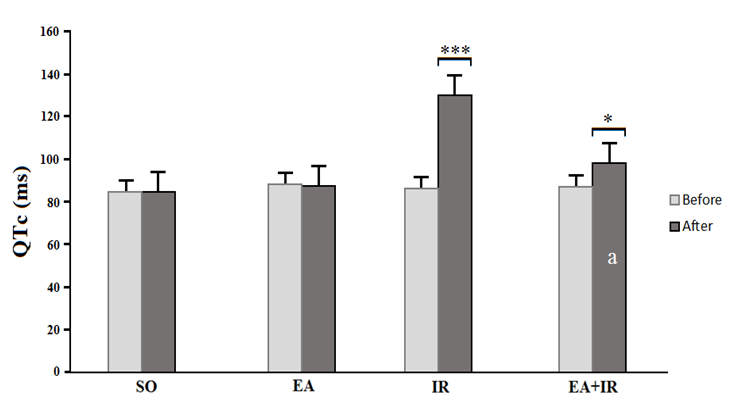 160
140
120
100
80
60
40
20
0
QTc (ms)
***
*
a
SO
EA
IR
EA+IR
Before
After